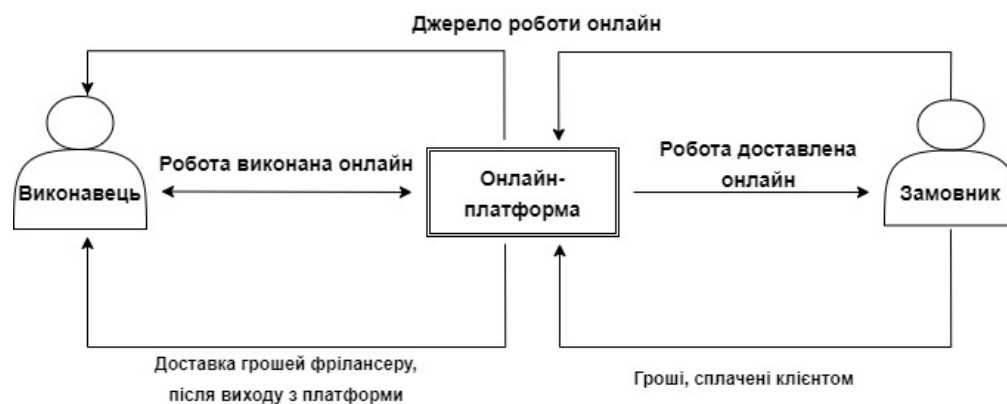 Джерело роботи онлайн
Робота виконана онлайн
Робота доставлена
онлайн
Виконавець
Онлайн-
платформа
Замовник
Доставка грошей фрілансеру,
після виходу з платформи
Гроші, сплачені клієнтом